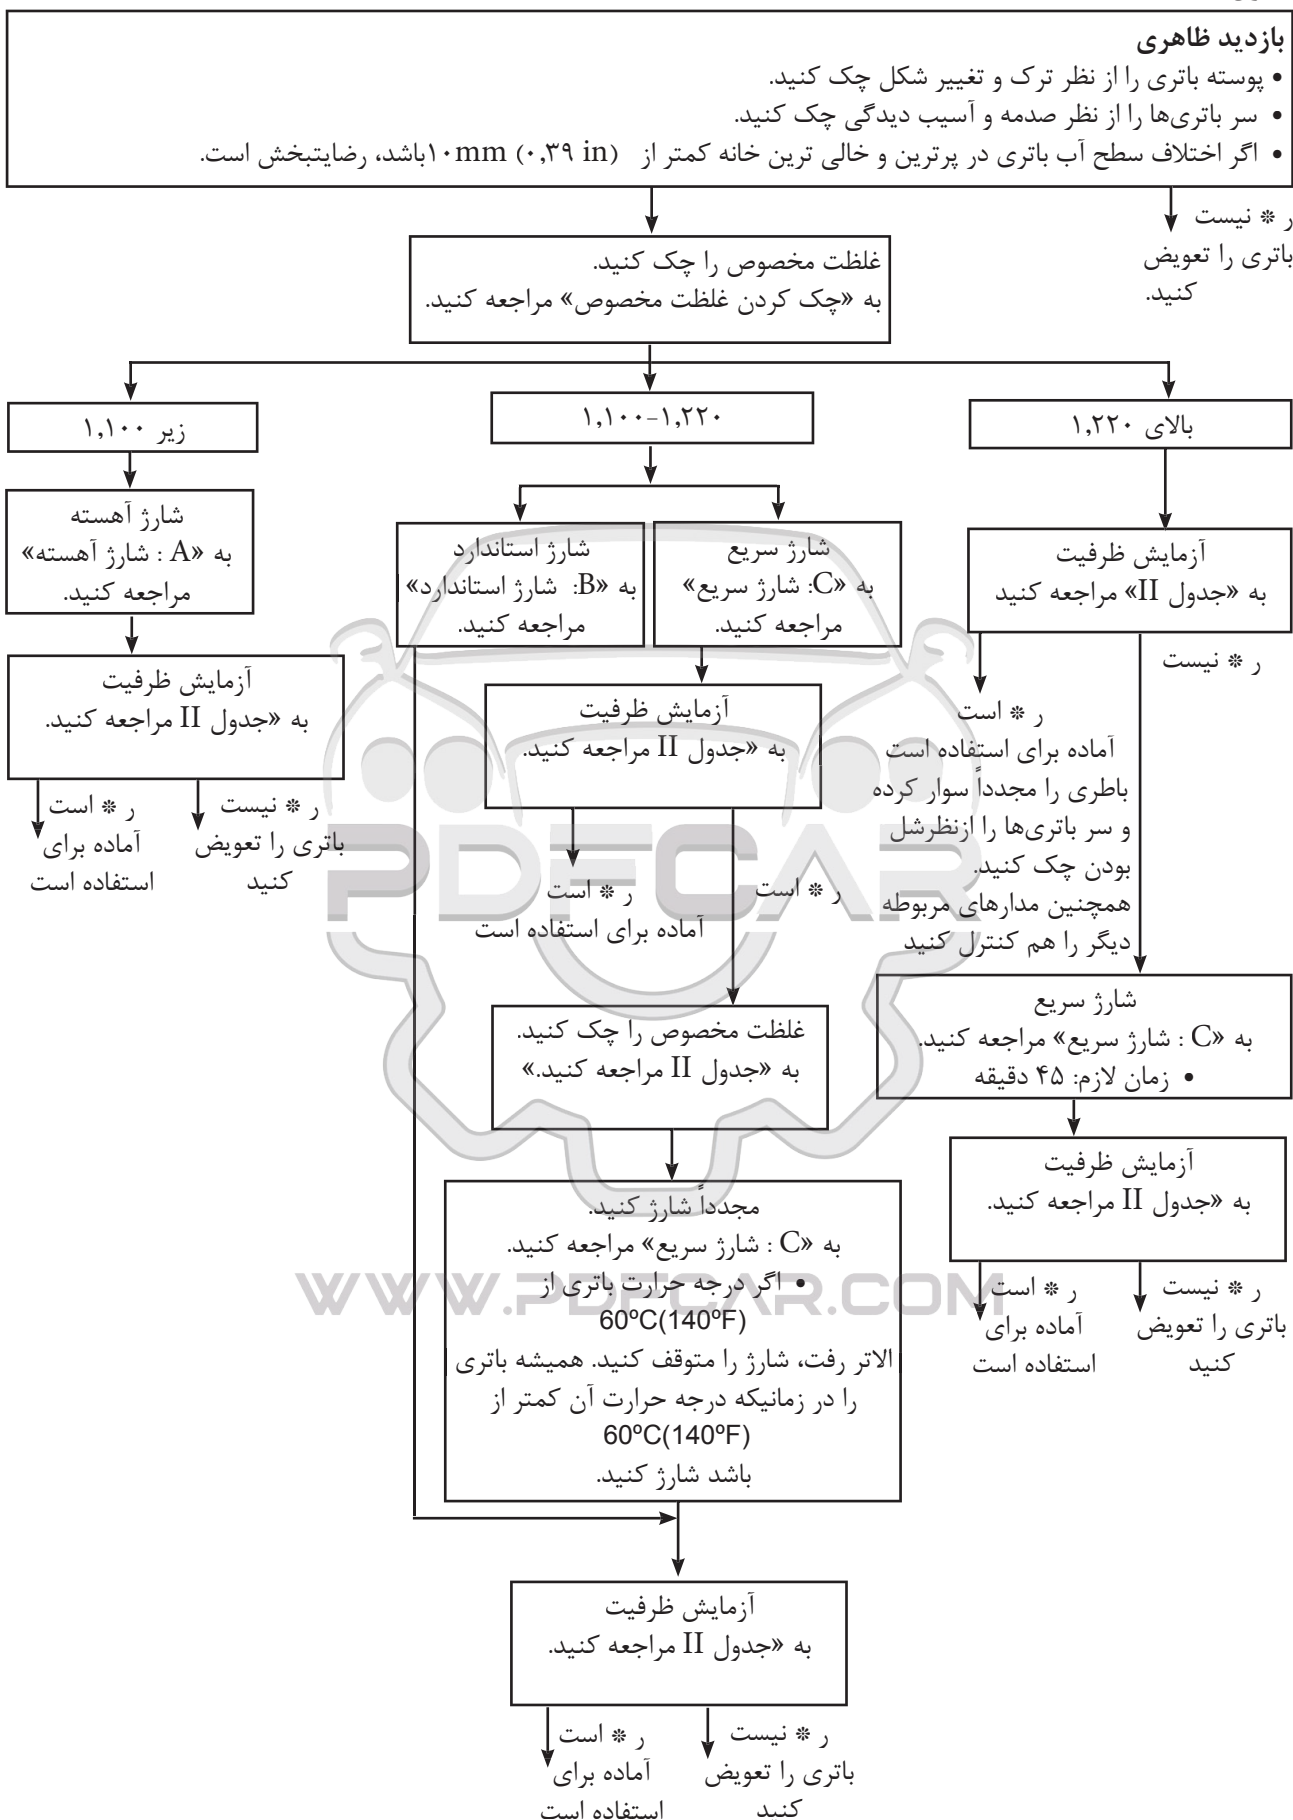 بازدید ظاهری
• پوسته باتری را از نظر ترک و تغییر شکل چک کنید.
• سر باتری‌ها را از نظر صدمه و آسیب دیدگی چک کنید.
• اگر اختلاف سطح آب باتری در پرترین و خالی ترین خانه کمتر از ۱۰mm (۰,۳۹ in)باشد، رضایتبخش است.
ر * نیست
باتری را تعویض
کنید.
غلظت مخصوص را چک کنید.
به «چک کردن غلظت مخصوص» مراجعه کنید.
بالای ۱,۲۲۰
۱,۱۰۰-۱,۲۲۰
زیر ۱,۱۰۰
آزمایش ظرفیت
به «جدول II» مراجعه کنید
ر * نیست
ر * است
آماده برای استفاده است
باطری را مجدداً سوار کرده
و سر باتری‌ها را ازنظرشل
بودن چک کنید.
همچنین مدارهای مربوطه
دیگر را هم کنترل کنید
شارژ سریع
به «C : شارژ سریع» مراجعه کنید.
• زمان لازم: ۴۵ دقیقه
آزمایش ظرفیت
به «جدول II مراجعه کنید.
ر * نیست
باتری را تعویض
کنید
ر * است
آماده برای
استفاده است
شارژ سریع
به «C: شارژ سریع»
مراجعه کنید.
شارژ استاندارد
به «B: شارژ استاندارد»
مراجعه کنید.
آزمایش ظرفیت
به «جدول II مراجعه کنید.
ر * است
ر * است
آماده برای استفاده است
غلظت مخصوص را چک کنید.
به «جدول II مراجعه کنید.»
مجدداً شارژ کنید.
به «C : شارژ سریع» مراجعه کنید.
• اگر درجه حرارت باتری از
60ºC(140ºF)
الاتر رفت، شارژ را متوقف کنید. همیشه باتری
را در زمانیکه درجه حرارت آن کمتر از
60ºC(140ºF)
باشد شارژ کنید.
آزمایش ظرفیت
به «جدول II مراجعه کنید.
ر * نیست
باتری را تعویض
کنید
ر * است
آماده برای
استفاده است
شارژ آهسته
به «A : شارژ آهسته»
مراجعه کنید.
آزمایش ظرفیت
به «جدول II مراجعه کنید.
ر * نیست
باتری را تعویض
کنید
ر * است
آماده برای
استفاده است
PDFCAR
WWW.PDFCAR.COM